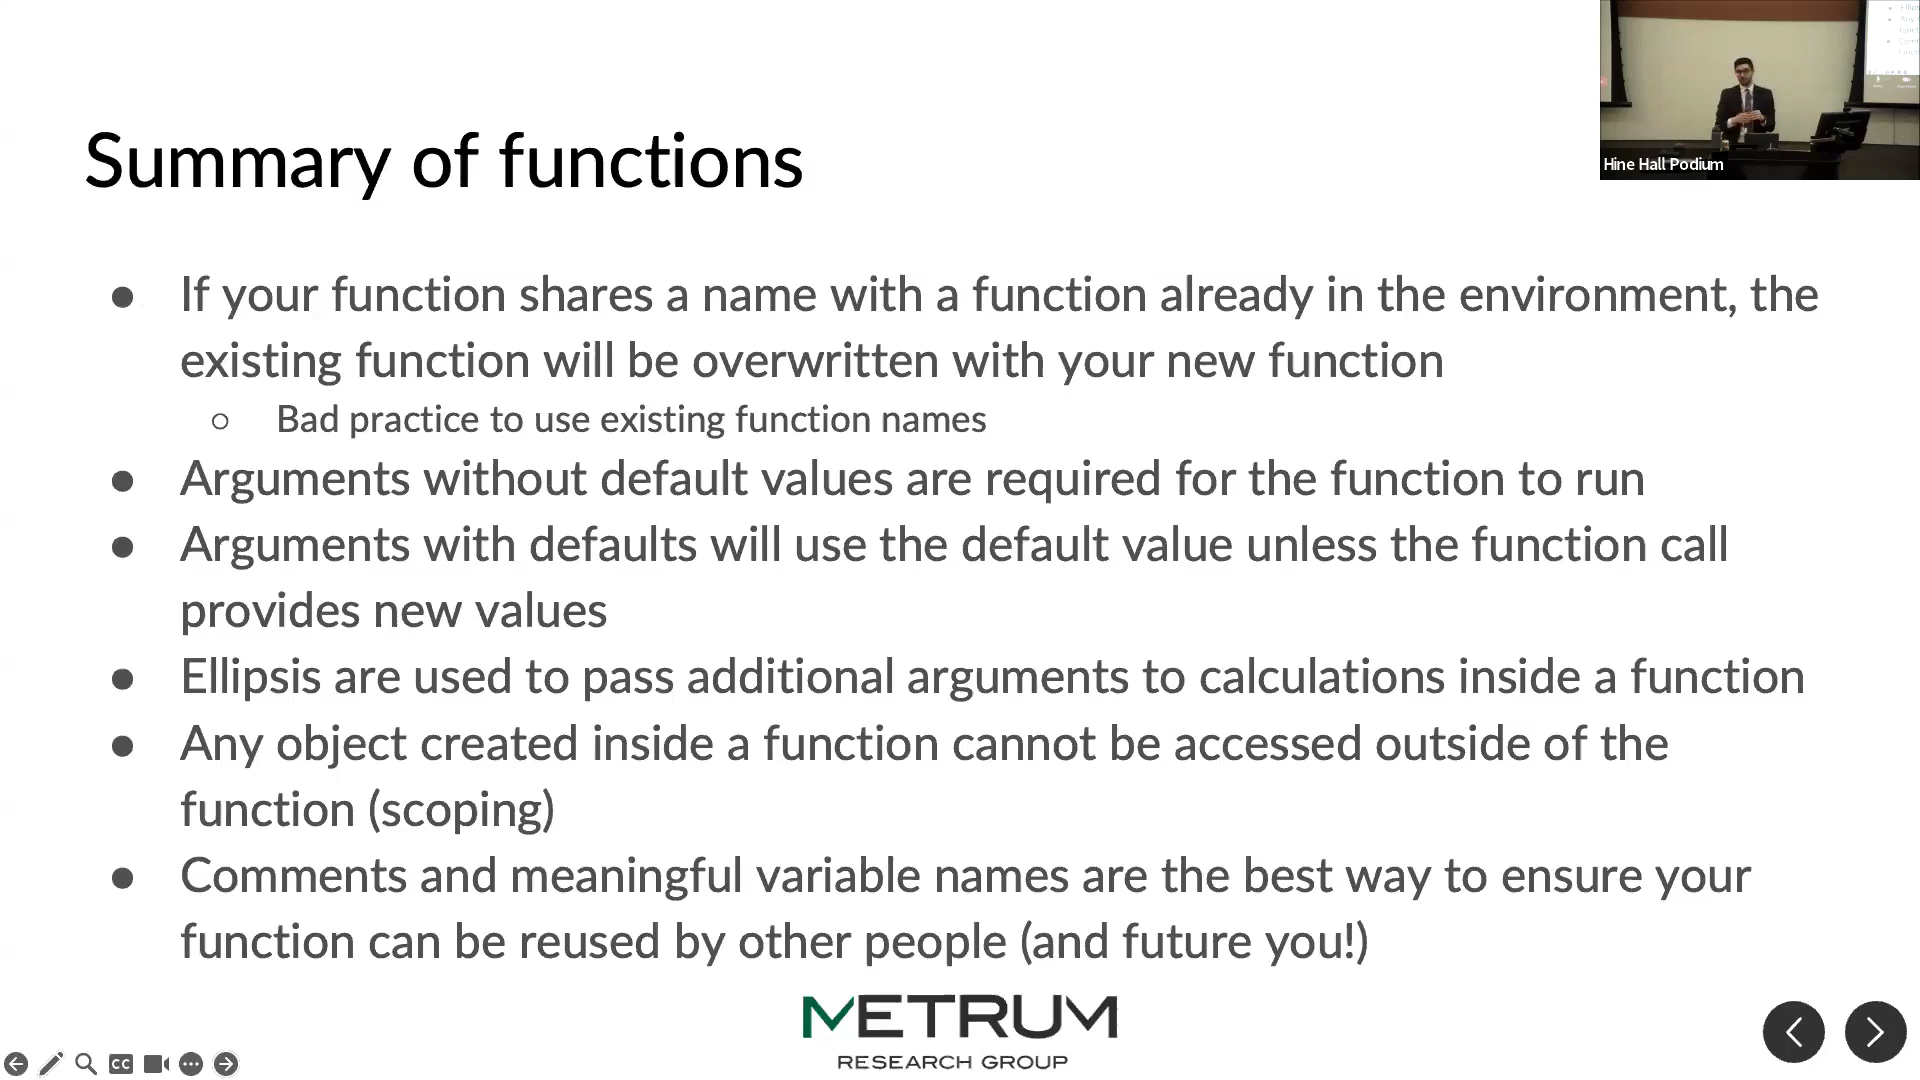 Summary of functions
Hine Hall Podium
● If your function shares a name with a function already in the environment, the
existing function will be overwritten with your new function
○ Bad practice to use existing function names
● Arguments without default values are required for the function to run
● Arguments with defaults will use the default value unless the function call
provides new values
● Ellipsis are used to pass additional arguments to calculations inside a function
● Any object created inside a function cannot be accessed outside of the
function (scoping)
● Comments and meaningful variable names are the best way to ensure your
function can be reused by other people (and future you!)
METRUM
RESEARCH GROUP
CC